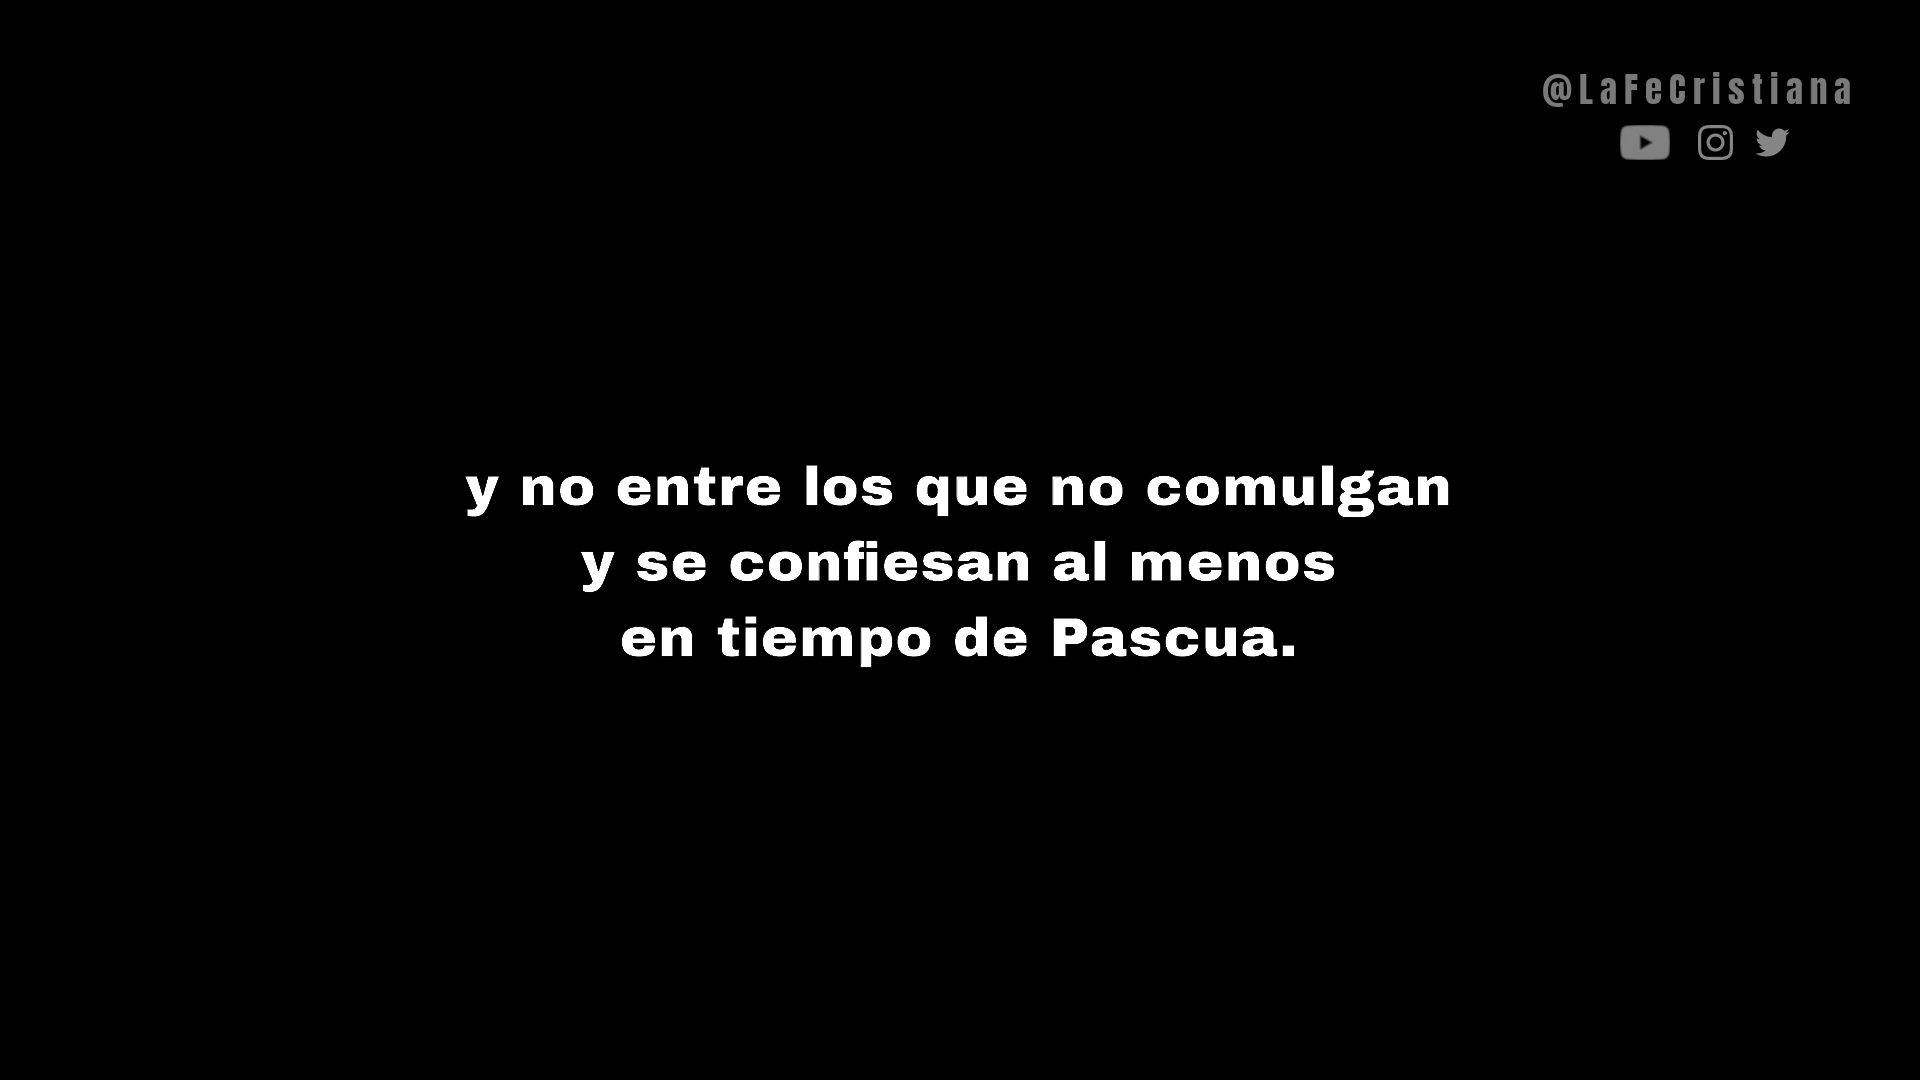 @LaFeCristiana
y no entre los que no comulgan
y se confiesan al menos
en tiempo de Pascua.